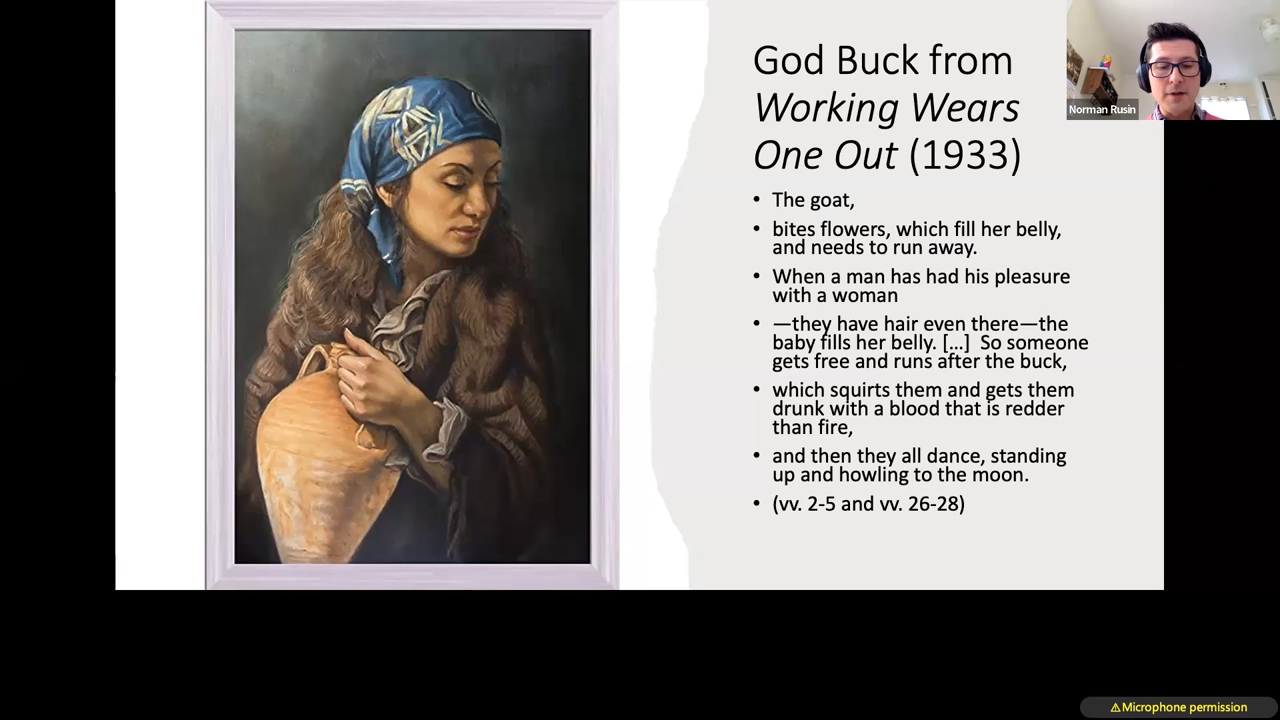 God Buck from
Working Wears
One Out (1933)
• The goat,
• bites flowers, which fill her belly,
and needs to run away.
• When a man has had his pleasure
with a woman
• —they have hair even there—the
baby fills her belly. […]  So someone
gets free and runs after the buck,
• which squirts them and gets them
drunk with a blood that is redder
than fire,
• and then they all dance, standing
up and howling to the moon.
• (vv. 2-5 and vv. 26-28)
Norman Rusin
⚠Microphone permission